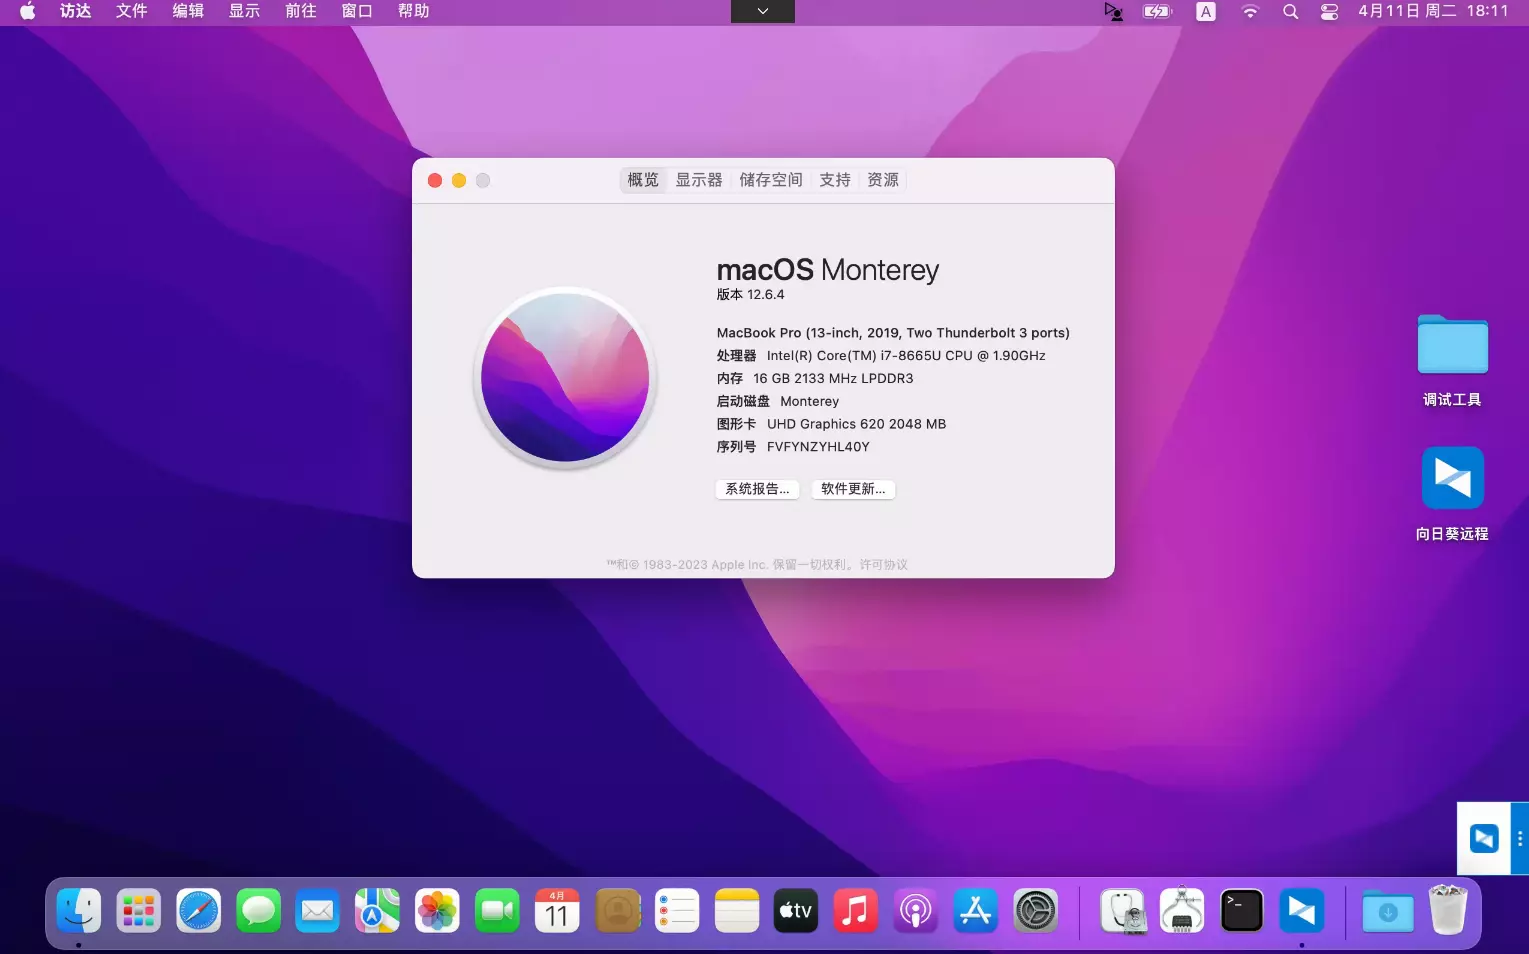 访达 文件 编辑 显示 前往 窗口 帮助 A 4月11日 周二 18:11
概览 显示器 储存空间 支持 资源
macOS Monterey
版本 12.6.4
MacBook Pro (13-inch, 2019, Two Thunderbolt 3 ports)
处理器 Intel(R) Core(TM) i7-8665U CPU @ 1.90GHz
内存 16 GB 2133 MHz LPDDR3
启动磁盘 Monterey
图形卡 UHD Graphics 620 2048 MB
序列号 FVFYNZYHL40Y
系统报告... 软件更新...
™和© 1983-2023 Apple Inc. 保留一切权利。许可协议
调试工具
向日葵远程
4月
11
tv
>_